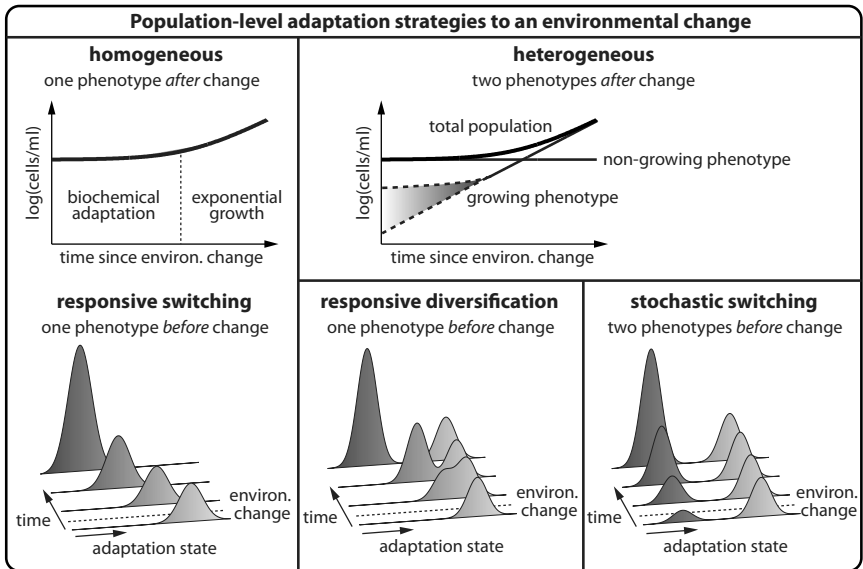 Population-level adaptation strategies to an environmental change
homogeneous
one phenotype after change
log(cells/ml)
biochemical
adaptation
exponential
growth
time since environ. change
heterogeneous
two phenotypes after change
log(cells/ml)
total population
non-growing phenotype
growing phenotype
time since environ. change
responsive switching
one phenotype before change
time
environ.
change
adaptation state
responsive diversification
one phenotype before change
time
environ.
change
adaptation state
stochastic switching
two phenotypes before change
time
environ.
change
adaptation state